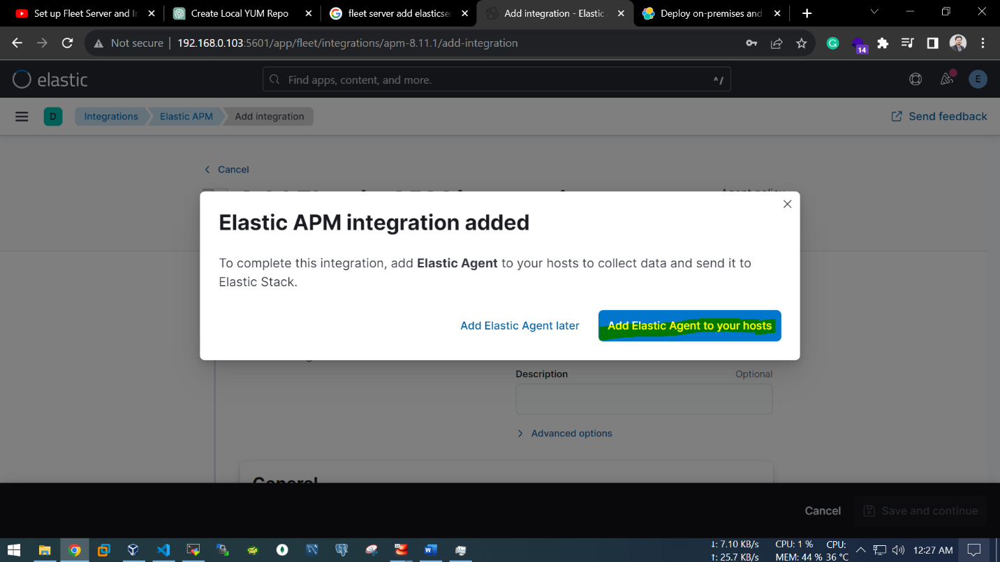 Set up Fleet Server and In
Create Local YUM Repo
fleet server add elasticsea
Add integration - Elastic
Deploy on-premises and
Not secure
192.168.0.103:5601/app/fleet/integrations/apm-8.11.1/add-integration
14
elastic
Find apps, content, and more.
^/
E
D
Integrations
Elastic APM
Add integration
Send feedback
Cancel
Agent policy
Elastic APM integration added
To complete this integration, add Elastic Agent to your hosts to collect data and send it to
Elastic Stack.
Add Elastic Agent later
Add Elastic Agent to your hosts
Description
Optional
Advanced options
General
Cancel
Save and continue
↓: 7.10 KB/s
CPU: 1 %
CPU:
↑: 25.7 KB/s
MEM: 44 %
36 °C
12:27 AM